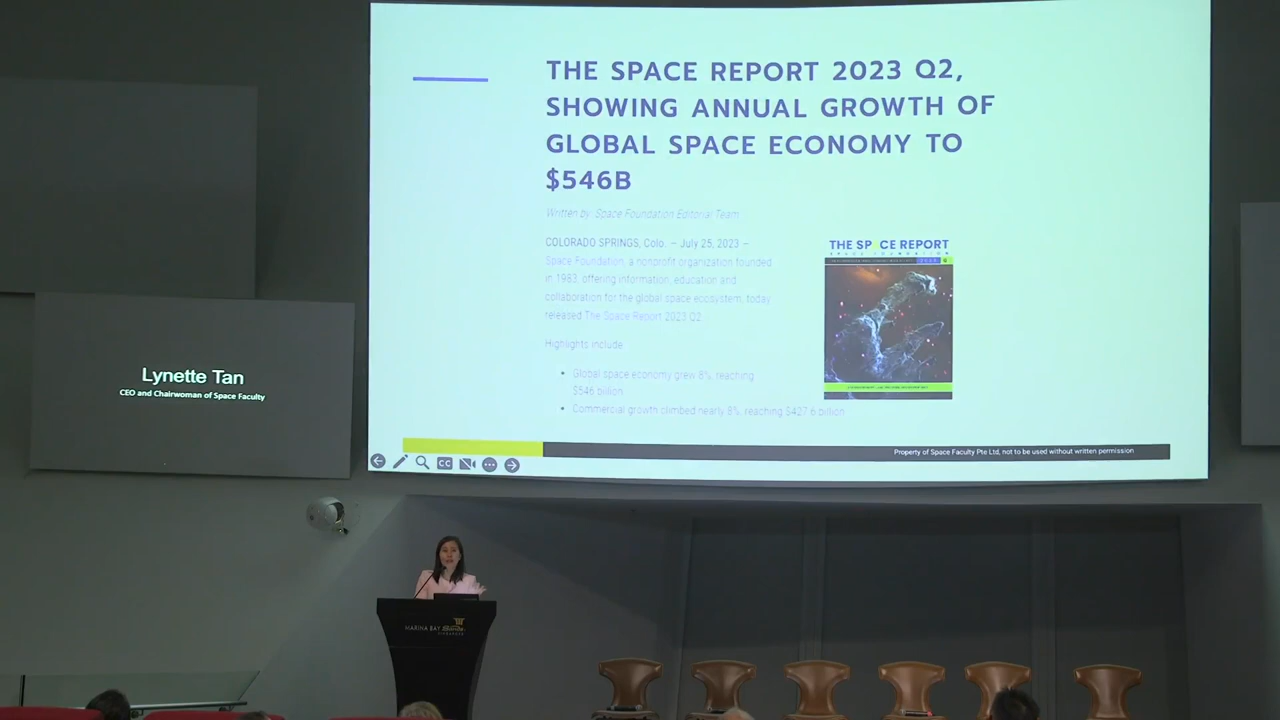 THE SPACE REPORT 2023 Q2,
SHOWING ANNUAL GROWTH OF
GLOBAL SPACE ECONOMY TO
$546B
Written by: Space Foundation Editorial Team
COLORADO SPRINGS, Colo. – July 25, 2023 –
Space Foundation, a nonprofit organization founded
in 1983, offering information, education and
collaboration for the global space ecosystem, today
released The Space Report 2023 Q2.
Highlights include:
• Global space economy grew 8%, reaching
$546 billion
• Commercial growth climbed nearly 8%, reaching $427.6 billion
THE SPACE REPORT
SPACE FOUNDATION
Property of Space Faculty Pte Ltd, not to be used without written permission
CC
Lynette Tan
CEO and Chairwoman of Space Faculty
MARINA BAY Sands
SINGAPORE